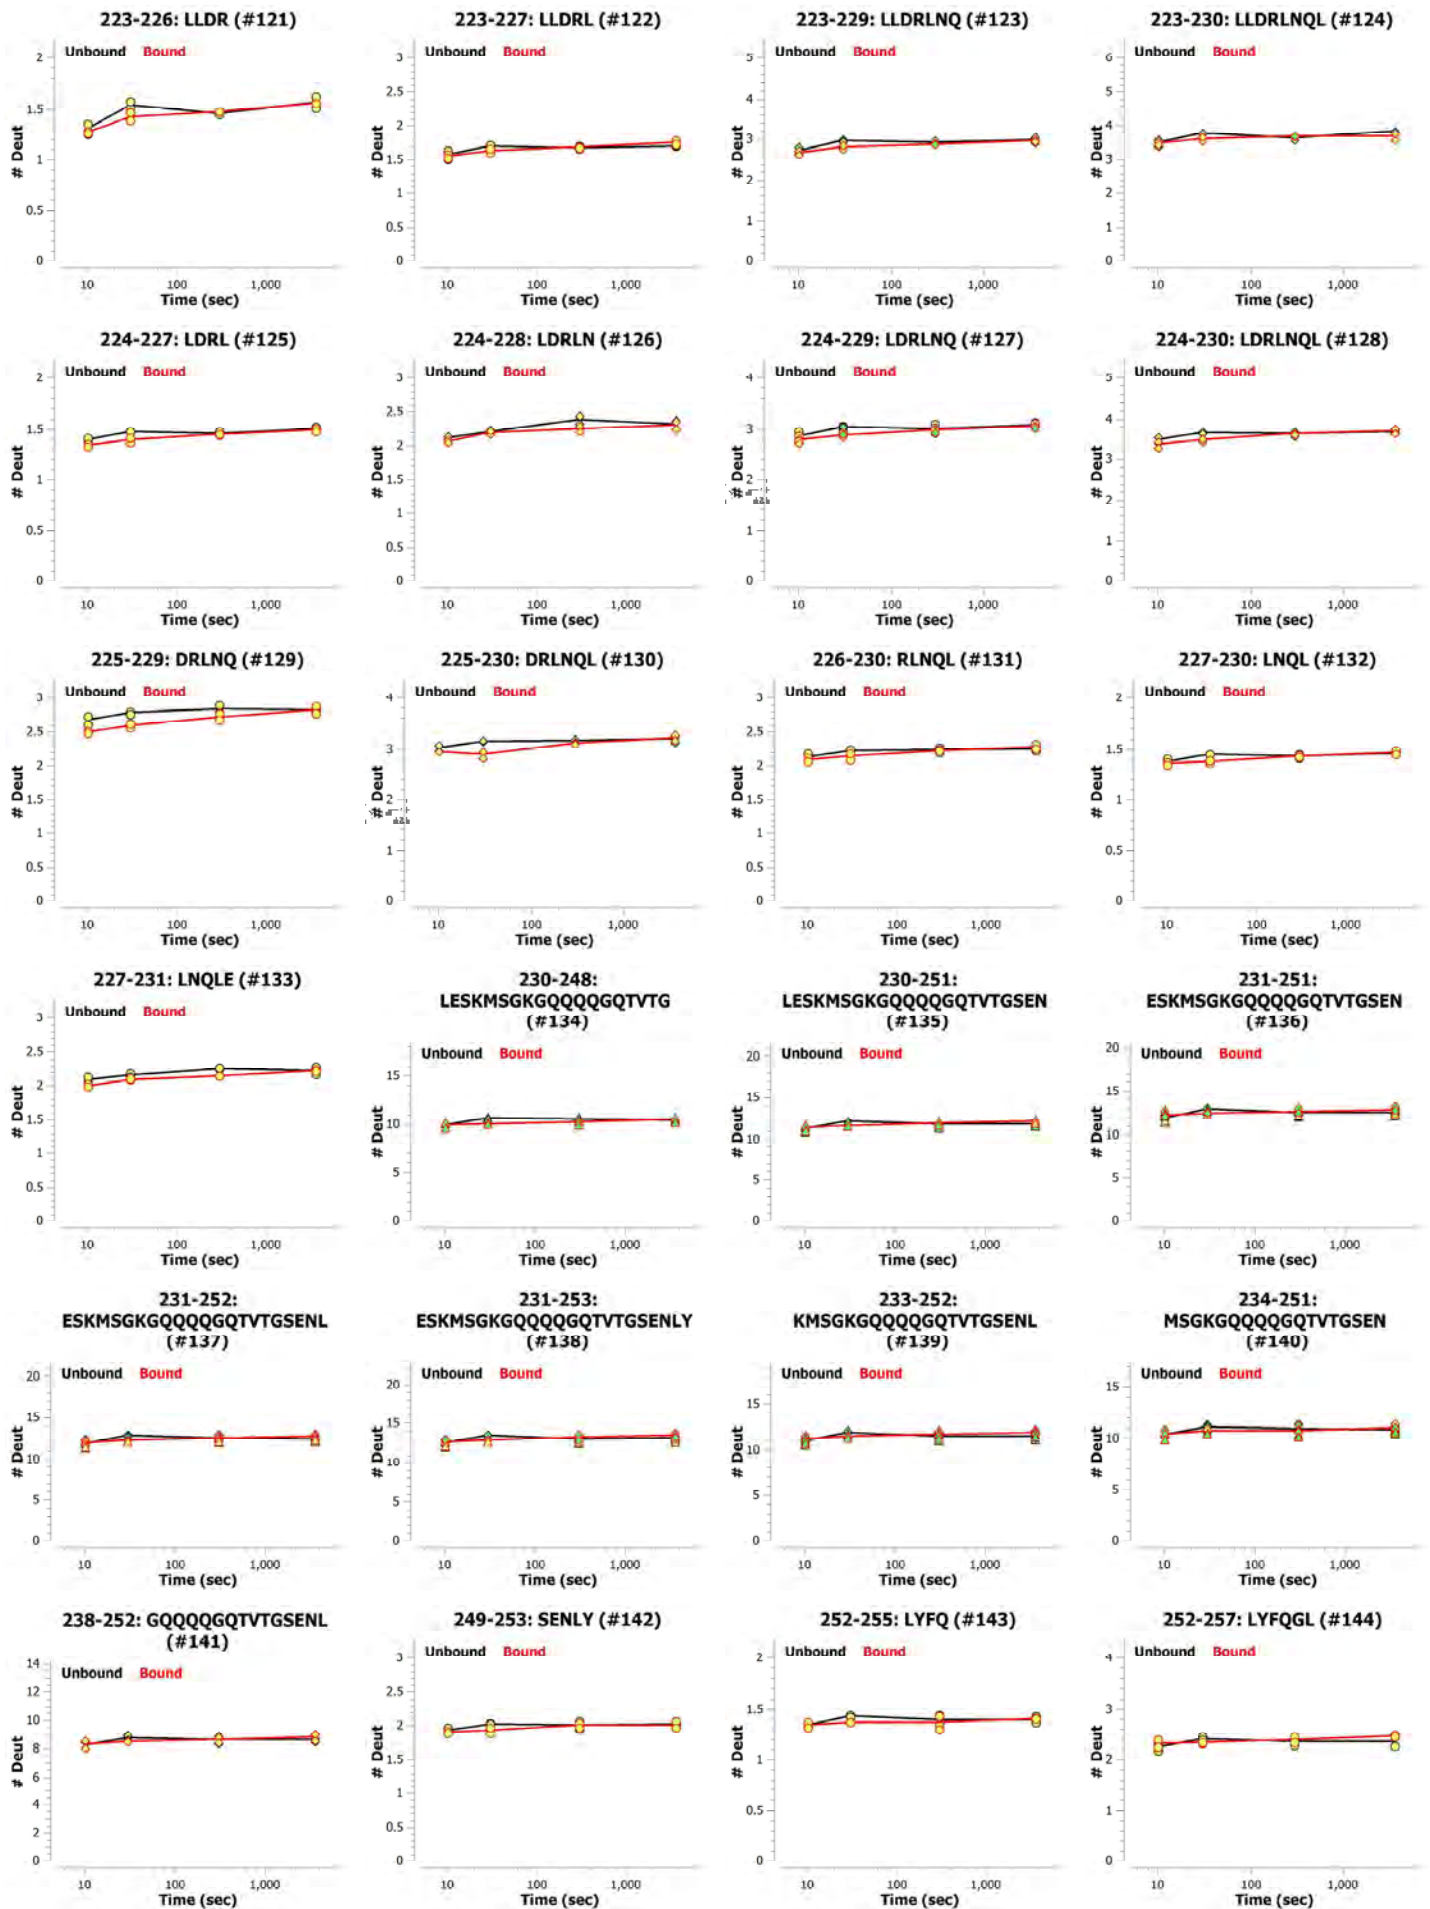 223-226: LLDR (#121)
Unbound Bound
2
1.5
1
0.5
0
# Deut
10 100 1,000
Time (sec)
223-227: LLDRL (#122)
Unbound Bound
3
2.5
2
1.5
1
0.5
0
# Deut
10 100 1,000
Time (sec)
223-229: LLDRLNQ (#123)
Unbound Bound
5
4
3
2
1
0
# Deut
10 100 1,000
Time (sec)
223-230: LLDRLNQL (#124)
Unbound Bound
6
5
4
3
2
1
0
# Deut
10 100 1,000
Time (sec)
224-227: LDRL (#125)
Unbound Bound
2
1.5
1
0.5
0
# Deut
10 100 1,000
Time (sec)
224-228: LDRLN (#126)
Unbound Bound
3
2.5
2
1.5
1
0.5
0
# Deut
10 100 1,000
Time (sec)
224-229: LDRLNQ (#127)
Unbound Bound
4
3
2
1
0
# Deut
10 100 1,000
Time (sec)
224-230: LDRLNQL (#128)
Unbound Bound
5
4
3
2
1
0
# Deut
10 100 1,000
Time (sec)
225-229: DRLNQ (#129)
Unbound Bound
3
2.5
2
1.5
1
0.5
0
# Deut
10 100 1,000
Time (sec)
225-230: DRLNQL (#130)
Unbound Bound
4
3
2
1
0
# Deut
10 100 1,000
Time (sec)
226-230: RLNQL (#131)
Unbound Bound
3
2.5
2
1.5
1
0.5
0
# Deut
10 100 1,000
Time (sec)
227-230: LNQL (#132)
Unbound Bound
2
1.5
1
0.5
0
# Deut
10 100 1,000
Time (sec)
227-231: LNQLE (#133)
Unbound Bound
3
2.5
2
1.5
1
0.5
0
# Deut
10 100 1,000
Time (sec)
230-248:
LESKMSGKGQQQQGQTVTG
(#134)
Unbound Bound
15
10
5
0
# Deut
10 100 1,000
Time (sec)
230-251:
LESKMSGKGQQQQGQTVTGSEN
(#135)
Unbound Bound
20
15
10
5
0
# Deut
10 100 1,000
Time (sec)
231-251:
ESKMSGKGQQQQGQTVTGSEN
(#136)
Unbound Bound
20
15
10
5
0
# Deut
10 100 1,000
Time (sec)
231-252:
ESKMSGKGQQQQGQTVTGSENL
(#137)
Unbound Bound
20
15
10
5
0
# Deut
10 100 1,000
Time (sec)
231-253:
ESKMSGKGQQQQGQTVTGSENLY
(#138)
Unbound Bound
20
15
10
5
0
# Deut
10 100 1,000
Time (sec)
233-252:
KMSGKGQQQQGQTVTGSENL
(#139)
Unbound Bound
15
10
5
0
# Deut
10 100 1,000
Time (sec)
234-251:
MSGKGQQQQGQTVTGSEN
(#140)
Unbound Bound
15
10
5
0
# Deut
10 100 1,000
Time (sec)
238-252: GQQQQGQTVTGSENL
(#141)
Unbound Bound
14
12
10
8
6
4
2
0
# Deut
10 100 1,000
Time (sec)
249-253: SENLY (#142)
Unbound Bound
3
2.5
2
1.5
1
0.5
0
# Deut
10 100 1,000
Time (sec)
252-255: LYFQ (#143)
Unbound Bound
2
1.5
1
0.5
0
# Deut
10 100 1,000
Time (sec)
252-257: LYFQGL (#144)
Unbound Bound
4
3
2
1
0
# Deut
10 100 1,000
Time (sec)